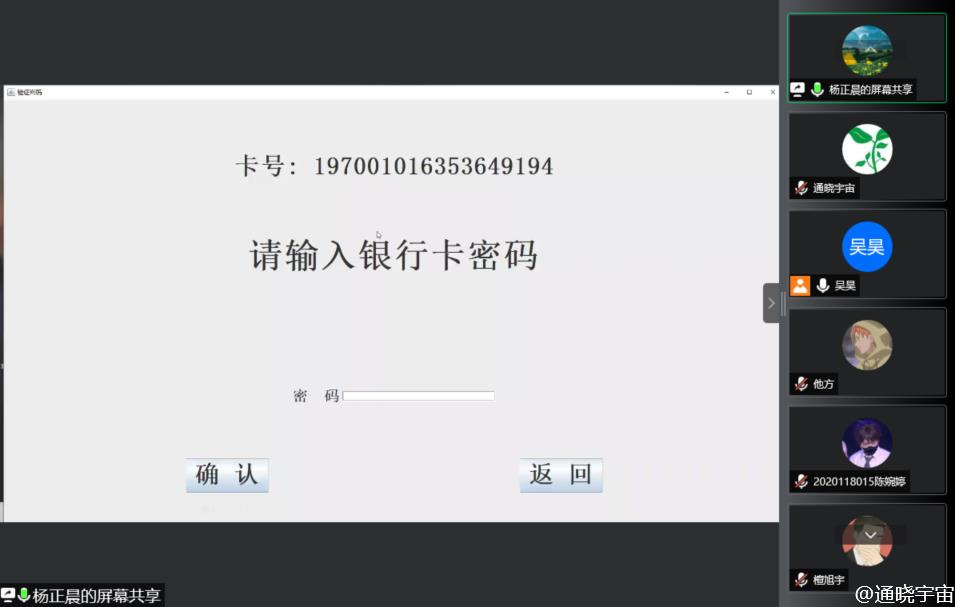 验证密码
卡号: 197001016353649194
请输入银行卡密码
密 码
确 认
返 回
杨正晨的屏幕共享
杨正晨的屏幕共享
通晓宇宙
吴昊
吴昊
他方
2020118015陈婉婷
檀旭宇
@通晓宇宙